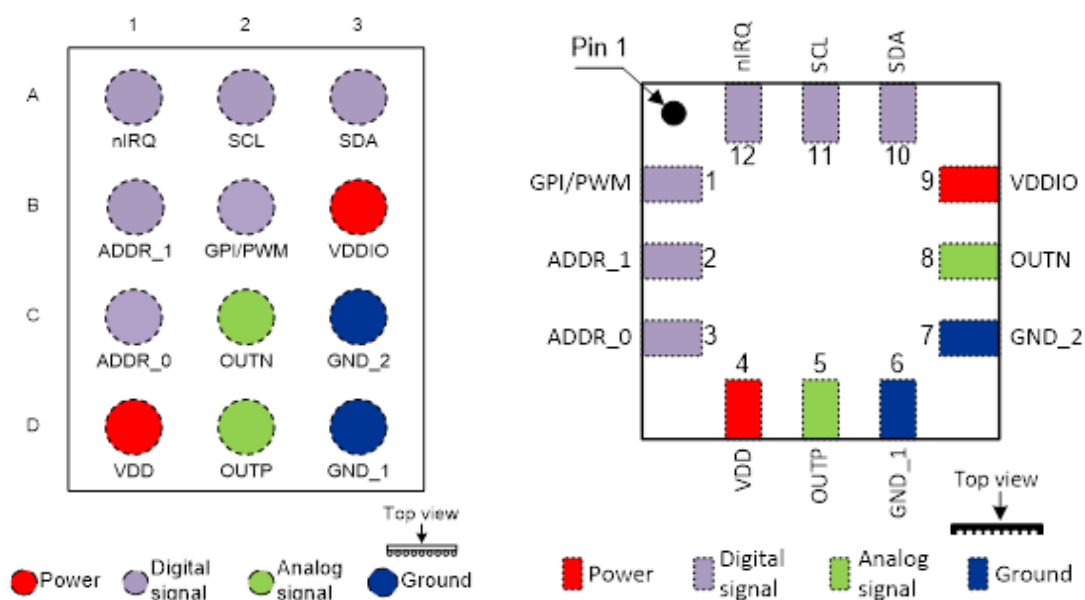 1 2 3
A
nIRQ SCL SDA
B
ADDR_1 GPI/PWM VDDIO
C
ADDR_0 OUTN GND_2
D
VDD OUTP GND_1
Top view
Power
Digital
signal
Analog
signal
Ground
Pin 1
nIRQ
SCL
SDA
12 11 10
GPI/PWM 1
9 VDDIO
ADDR_1 2
8 OUTN
ADDR_0 3
7 GND_2
4 5 6
VDD
OUTP
GND_1
Top view
Power
Digital
signal
Analog
signal
Ground